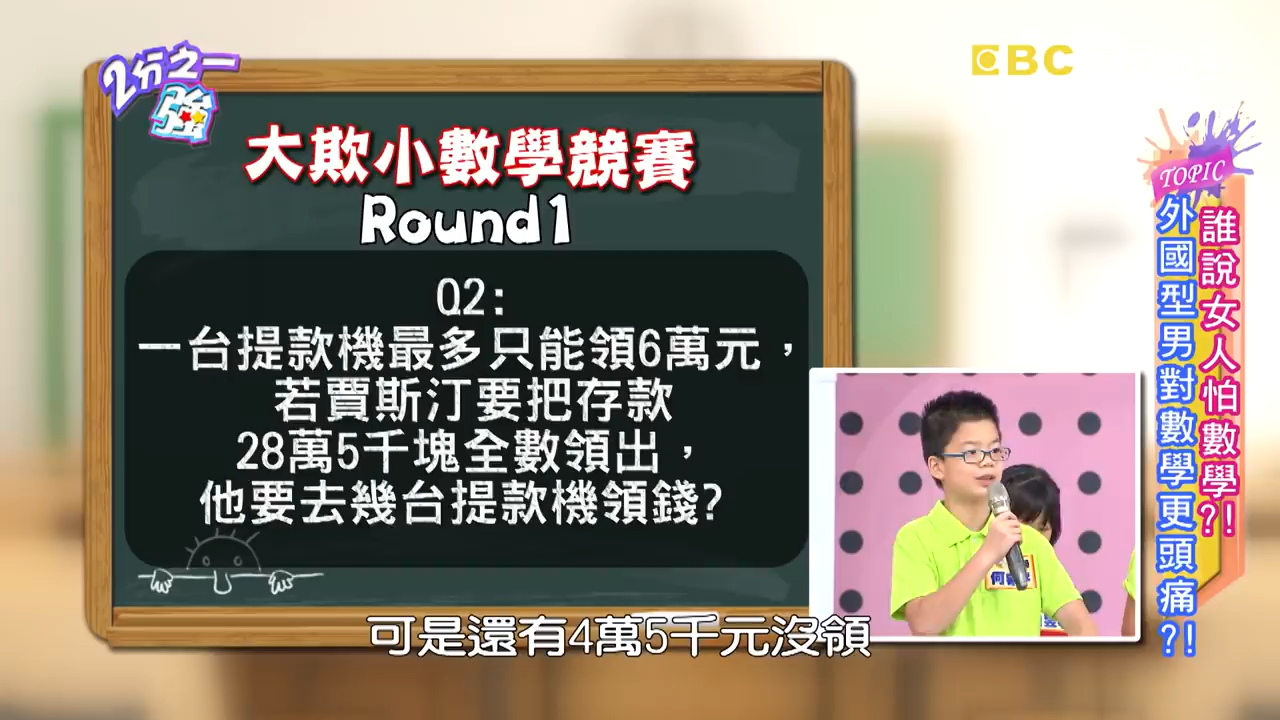 2分之一強
EBC
大欺小數學競賽
Round1
Q2:
一台提款機最多只能領6萬元，
若賈斯汀要把存款
28萬5千塊全數領出，
他要去幾台提款機領錢?
TOPIC
誰說女人怕數學?!
外國型男對數學更頭痛?!
可是還有4萬5千元沒領